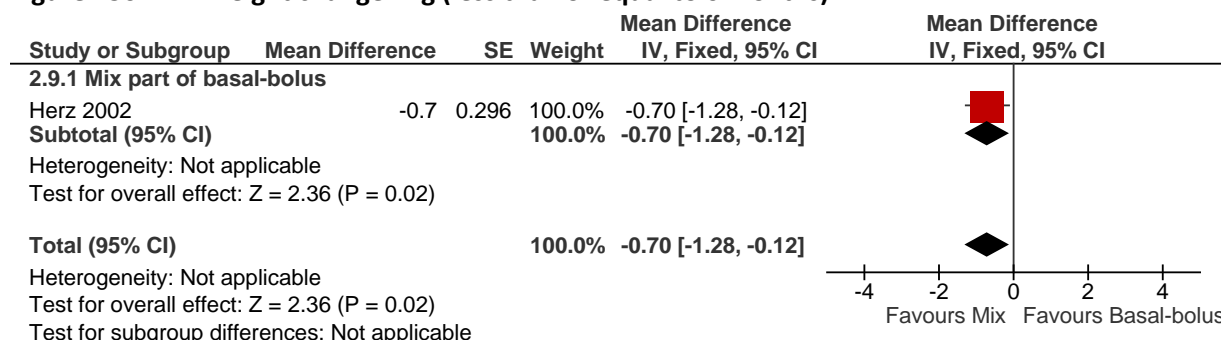 Mean Difference Mean Difference
Study or Subgroup Mean Difference SE Weight IV, Fixed, 95% CI IV, Fixed, 95% CI
2.9.1 Mix part of basal-bolus
Herz 2002 -0.7 0.296 100.0% -0.70 [-1.28, -0.12]
Subtotal (95% CI) 100.0% -0.70 [-1.28, -0.12]
Heterogeneity: Not applicable
Test for overall effect: Z = 2.36 (P = 0.02)
Total (95% CI) 100.0% -0.70 [-1.28, -0.12]
Heterogeneity: Not applicable
Test for overall effect: Z = 2.36 (P = 0.02)
Test for subgroup differences: Not applicable
-4 -2 0 2 4
Favours Mix Favours Basal-bolus